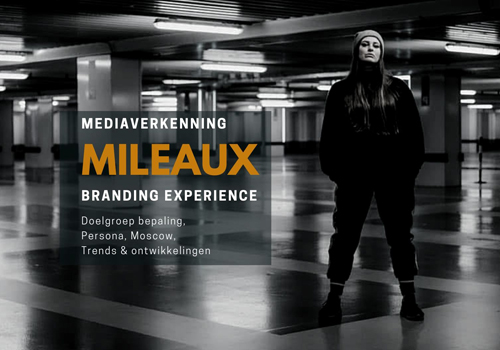 MEDIAVERKENNING
MILEAUX
BRANDING EXPERIENCE
Doelgroep bepaling,
Persona, Moscow,
Trends & ontwikkelingen